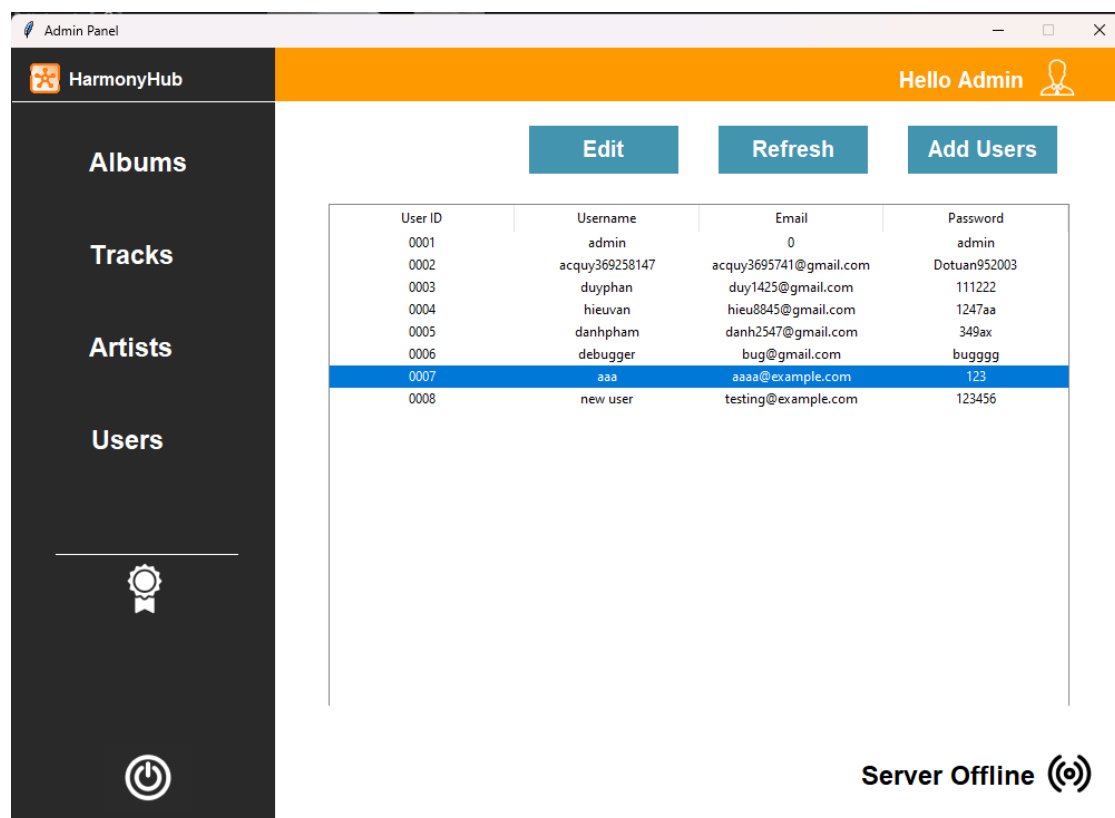 Admin Panel
HarmonyHub
Hello Admin
Albums
Tracks
Artists
Users
Edit Refresh Add Users
User ID Username Email Password
0001 admin 0 admin
0002 acquy369258147 acquy3695741@gmail.com Dotuan952003
0003 duyphan duy1425@gmail.com 111222
0004 hieuvan hieu8845@gmail.com 1247aa
0005 danhpham danh2547@gmail.com 349ax
0006 debugger bug@gmail.com bugggg
0007 aaa aaaa@example.com 123
0008 new user testing@example.com 123456
Server Offline